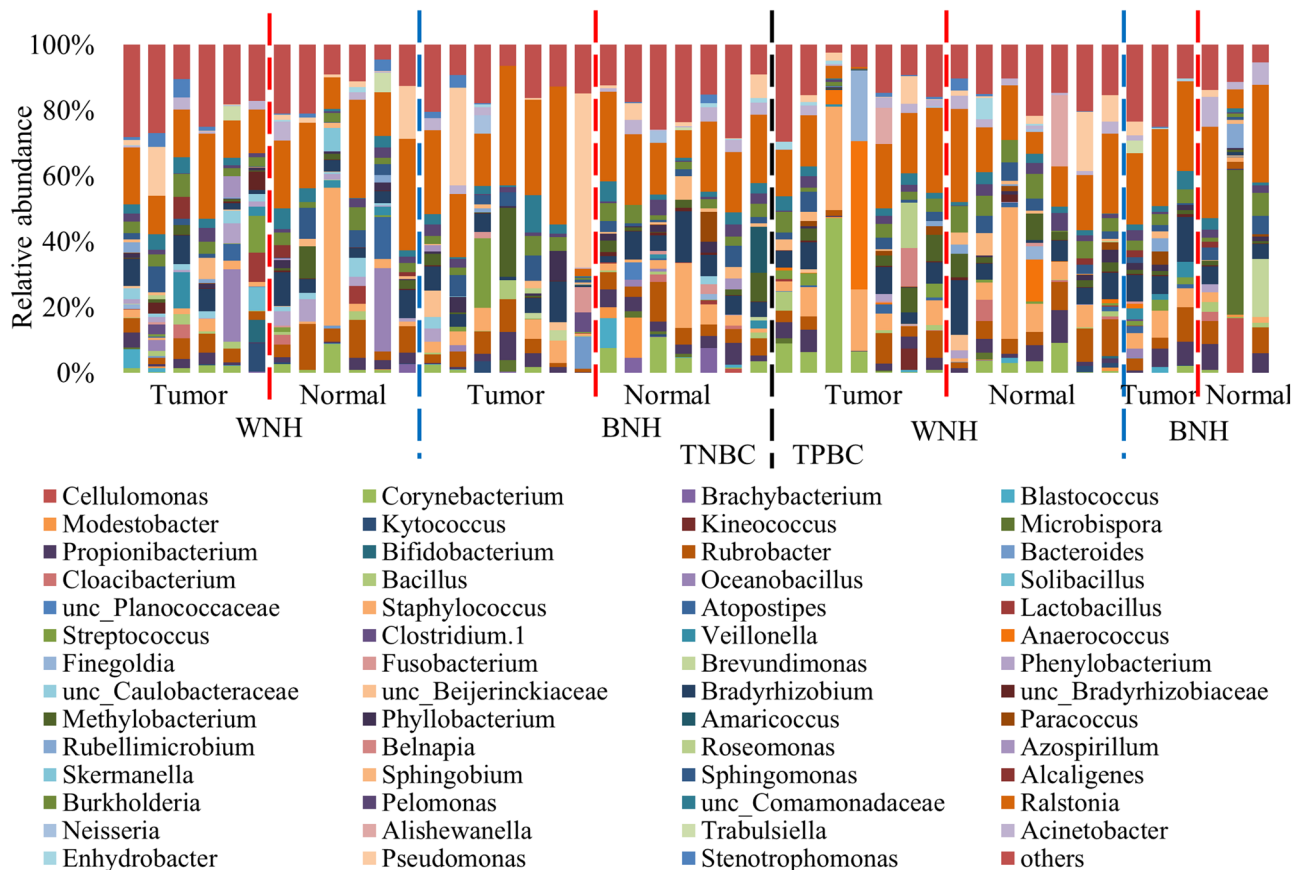 100%
80%
60%
40%
20%
0%
Relative abundance
Tumor Normal Tumor Normal Tumor Normal Tumor Normal
WNH BNH WNH BNH
TNBC TPBC
Cellulomonas Corynebacterium Brachybacterium Blastococcus
Modestobacter Kytococcus Kineococcus Microbispora
Propionibacterium Bifidobacterium Rubrobacter Bacteroides
Cloacibacterium Bacillus Oceanobacillus Solibacillus
unc_Planococcaceae Staphylococcus Atopostipes Lactobacillus
Streptococcus Clostridium.1 Veillonella Anaerococcus
Finegoldia Fusobacterium Brevundimonas Phenylobacterium
unc_Caulobacteraceae unc_Beijerinckiaceae Bradyrhizobium unc_Bradyrhizobiaceae
Methylobacterium Phyllobacterium Amaricoccus Paracoccus
Rubellimicrobium Belnapia Roseomonas Azospirillum
Skermanella Sphingobium Sphingomonas Alcaligenes
Burkholderia Pelomonas unc_Comamonadaceae Ralstonia
Neisseria Alishewanella Trabulsiella Acinetobacter
Enhydrobacter Pseudomonas Stenotrophomonas others